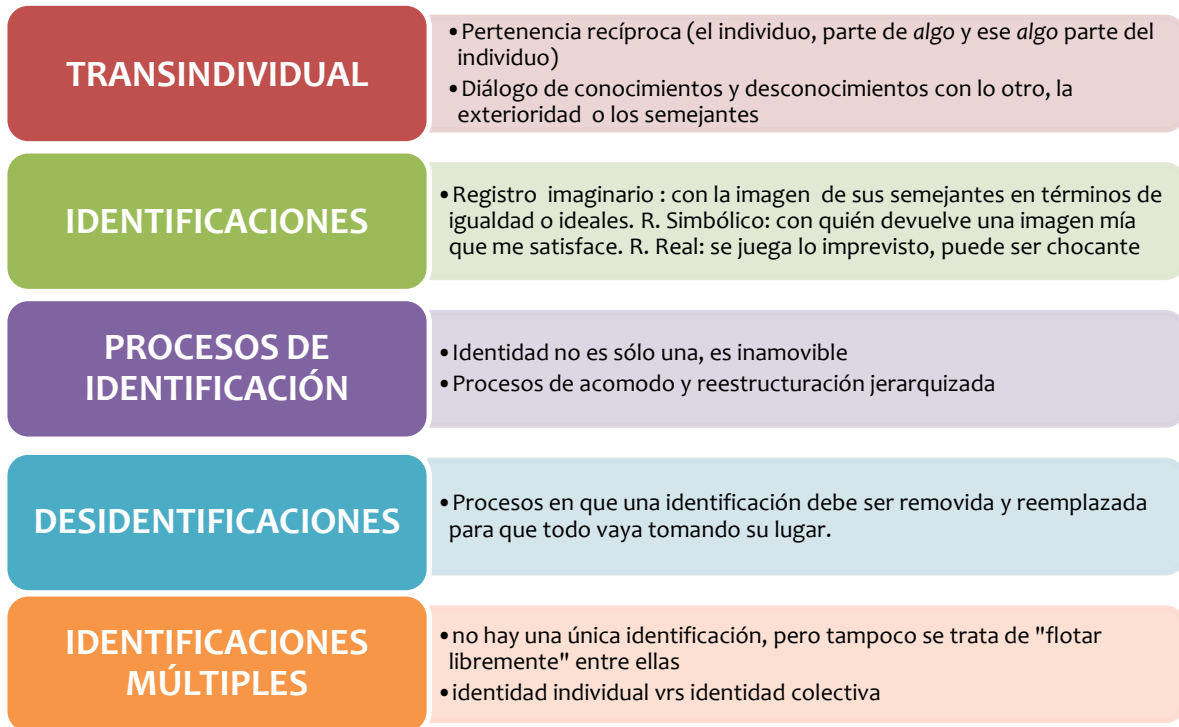 TRANSINDIVIDUAL
•Pertenencia recíproca (el individuo, parte de algo y ese algo parte del
individuo)
•Diálogo de conocimientos y desconocimientos con lo otro, la
exterioridad o los semejantes
IDENTIFICACIONES
•Registro imaginario : con la imagen de sus semejantes en términos de
igualdad o ideales. R. Simbólico: con quién devuelve una imagen mía
que me satisface. R. Real: se juega lo imprevisto, puede ser chocante
PROCESOS DE
IDENTIFICACIÓN
•Identidad no es sólo una, es inamovible
•Procesos de acomodo y reestructuración jerarquizada
DESIDENTIFICACIONES
•Procesos en que una identificación debe ser removida y reemplazada
para que todo vaya tomando su lugar.
IDENTIFICACIONES
MÚLTIPLES
•no hay una única identificación, pero tampoco se trata de "flotar
libremente" entre ellas
•identidad individual vrs identidad colectiva